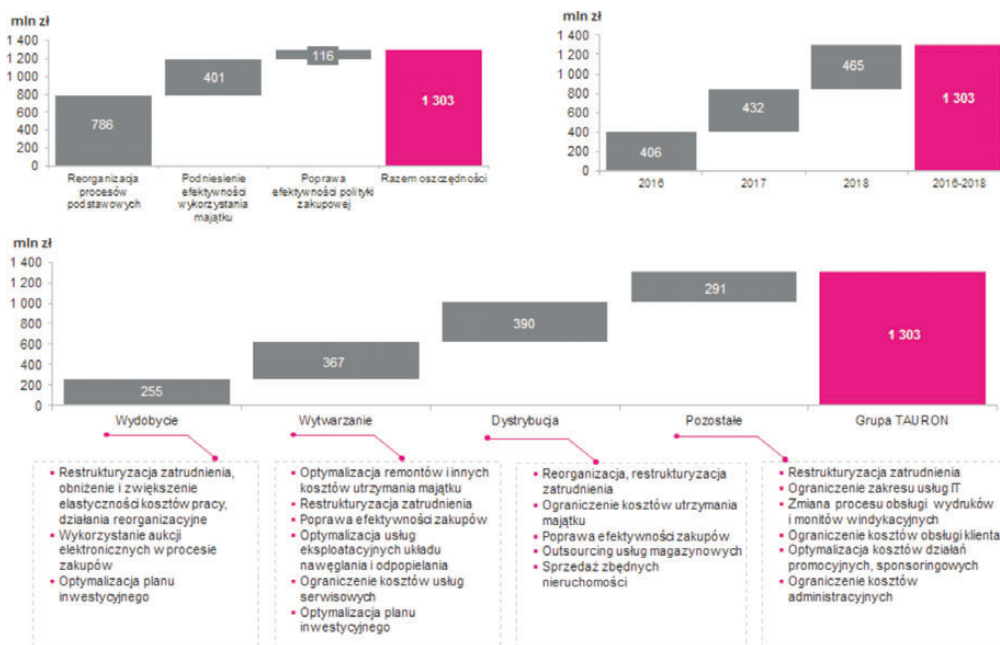 mln zł
1 400
1 200
1 000
800
600
400
200
0
786
401
116
1 303
Reorganizacja
procesów
podstawowych
Podniesienie
efektywności
wykorzystania
majątku
Poprawa
efektywności polityki
zakupowej
Razem oszczędności
mln zł
1 400
1 200
1 000
800
600
400
200
0
406
432
465
1 303
2016
2017
2018
2016-2018
mln zł
1 400
1 200
1 000
800
600
400
200
0
255
367
390
291
1 303
Wydobycie
Wytwarzanie
Dystrybucja
Pozostałe
Grupa TAURON
▪ Restrukturyzacja zatrudnienia,
obniżenie i zwiększenie
elastyczności kosztów pracy,
działania reorganizacyjne
▪ Wykorzystanie aukcji
elektronicznych w procesie
zakupów
▪ Optymalizacja planu
inwestycyjnego
▪ Optymalizacja remontów i innych
kosztów utrzymania majątku
▪ Restrukturyzacja zatrudnienia
▪ Poprawa efektywności zakupów
▪ Optymalizacja usług
eksploatacyjnych układu
nawęglania i odpopielania
▪ Ograniczenie kosztów usług
serwisowych
▪ Optymalizacja planu
inwestycyjnego
▪ Reorganizacja, restrukturyzacja
zatrudnienia
▪ Ograniczenie kosztów utrzymania
majątku
▪ Poprawa efektywności zakupów
▪ Outsourcing usług magazynowych
▪ Sprzedaż zbędnych
nieruchomości
▪ Restrukturyzacja zatrudnienia
▪ Ograniczenie zakresu usług IT
▪ Zmiana procesu obsługi wydruków
i monitów windykacyjnych
▪ Ograniczenie kosztów obsługi klienta
▪ Optymalizacja kosztów działań
promocyjnych, sponsoringowych
▪ Ograniczenie kosztów
administracyjnych